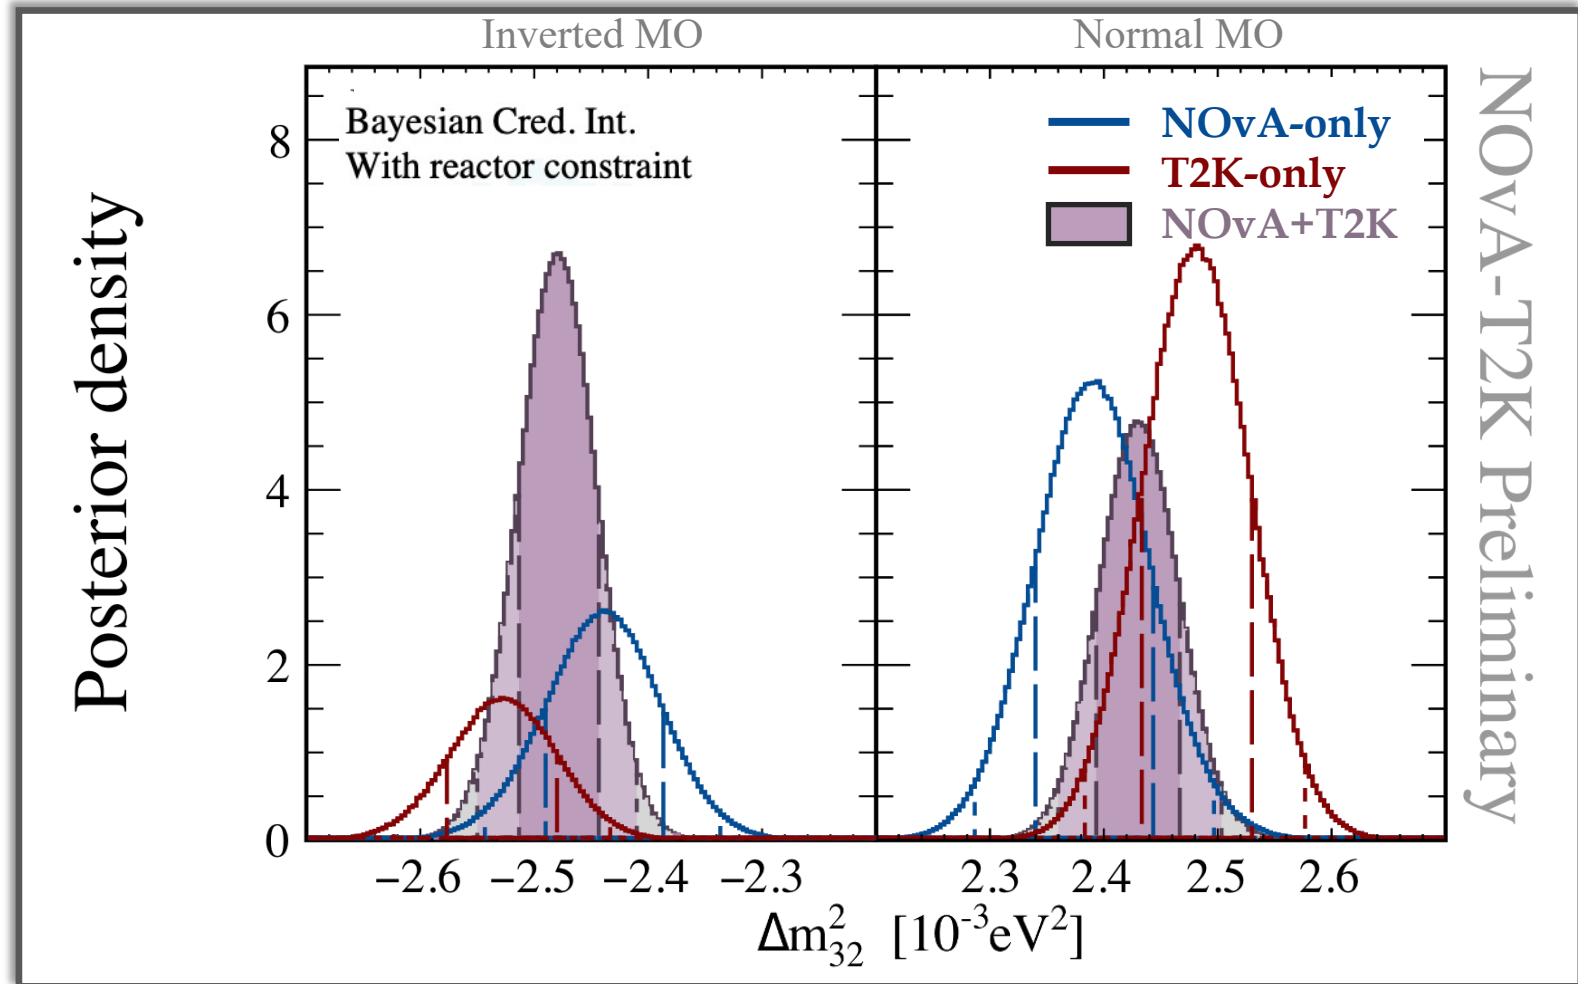 Inverted MO
Normal MO
Bayesian Cred. Int.
With reactor constraint
NOvA-only
T2K-only
NOvA+T2K
NOvA-T2K Preliminary
Posterior density
8
6
4
2
0
−2.6 −2.5 −2.4 −2.3 2.3 2.4 2.5 2.6
Δm²₃₂ [10⁻³eV²]